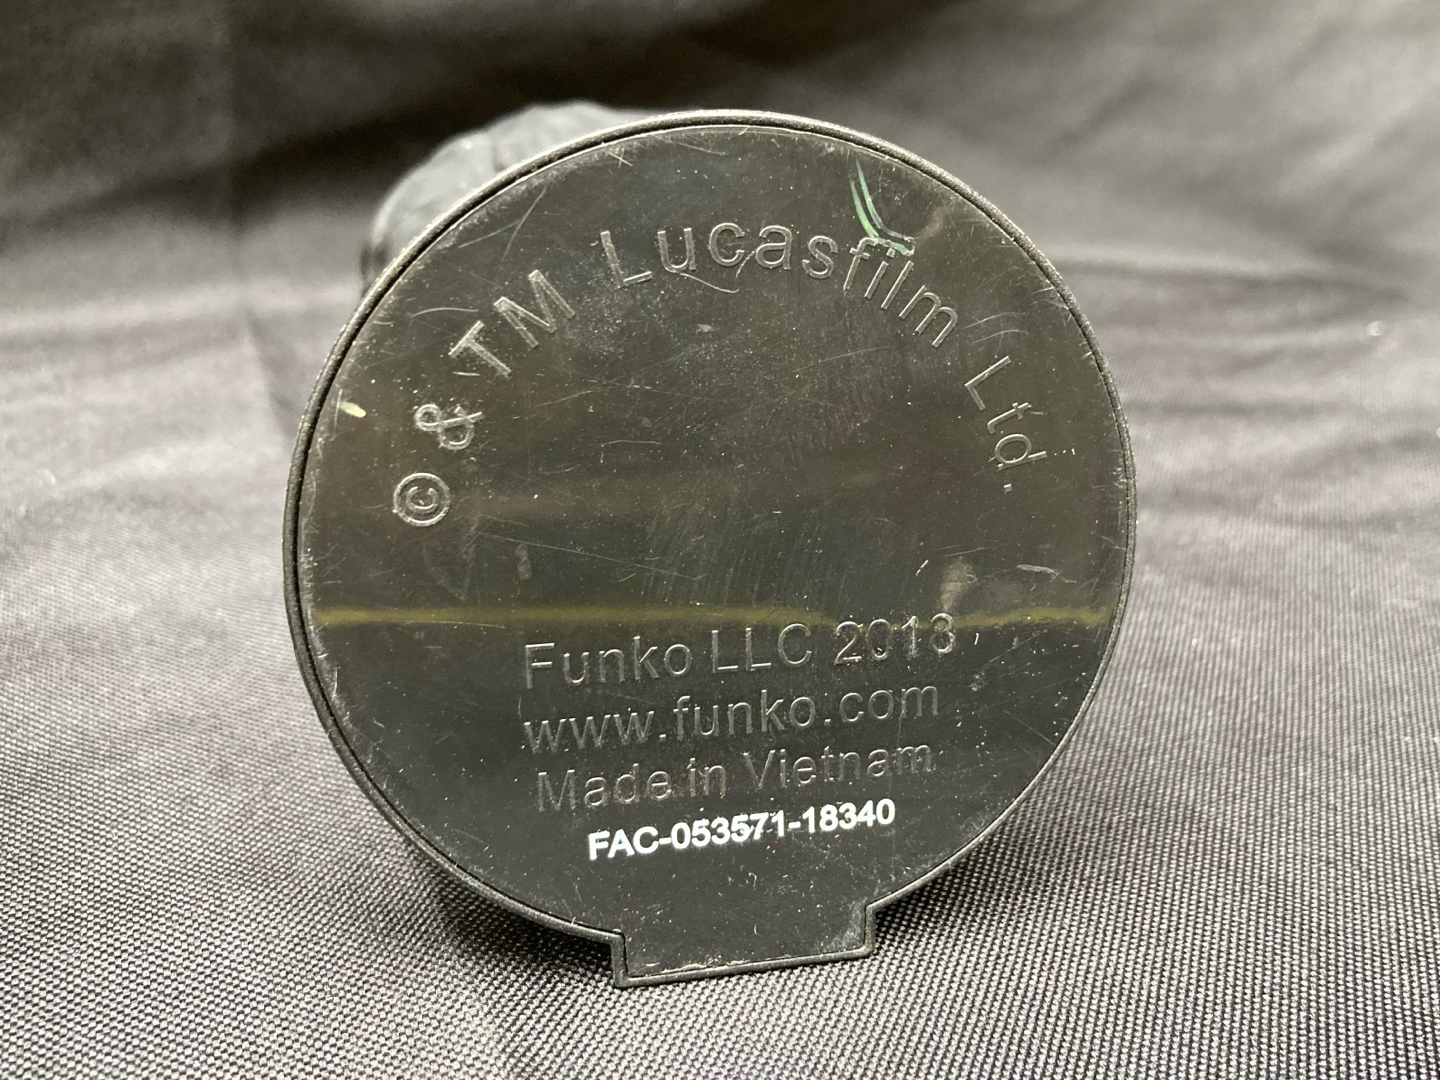 © & TM Lucasfilm Ltd.
Funko LLC 2018
www.funko.com
Made in Vietnam
FAC-053571-18340